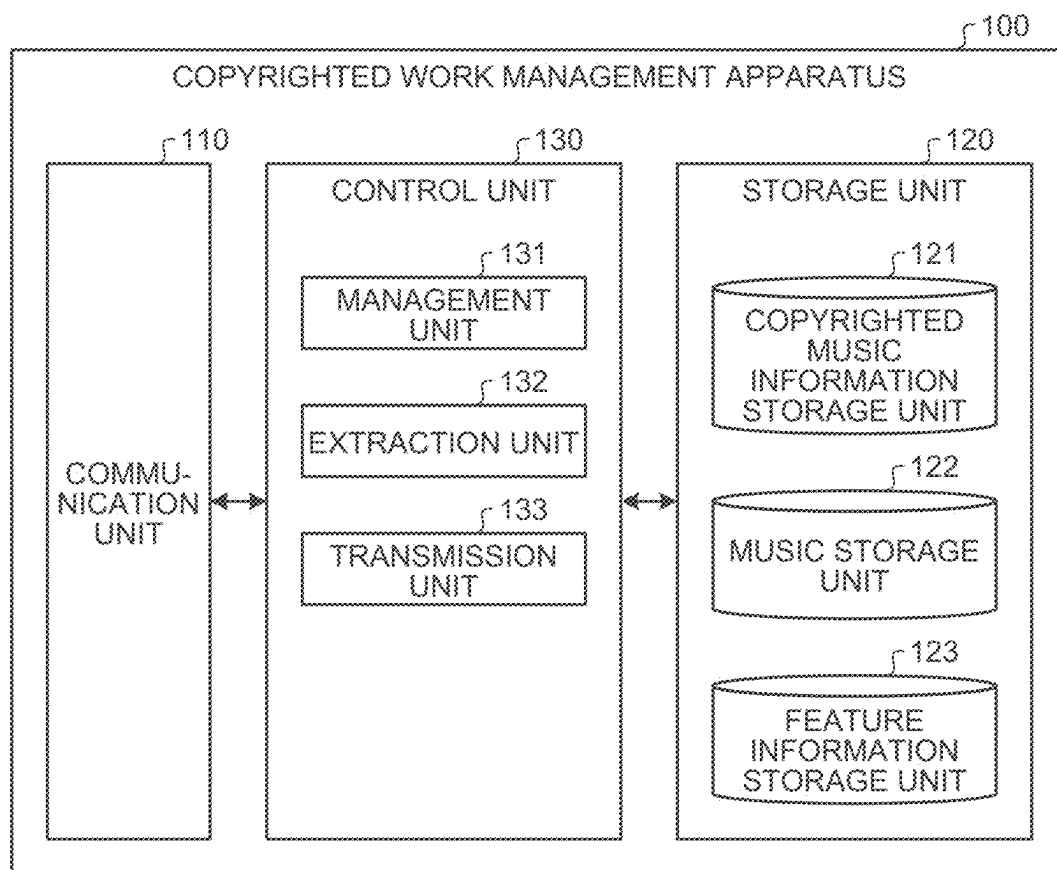 100
COPYRIGHTED WORK MANAGEMENT APPARATUS
110
COMMU-
NICATION
UNIT
130
CONTROL UNIT
131
MANAGEMENT
UNIT
132
EXTRACTION UNIT
133
TRANSMISSION
UNIT
120
STORAGE UNIT
121
COPYRIGHTED
MUSIC
INFORMATION
STORAGE UNIT
122
MUSIC STORAGE
UNIT
123
FEATURE
INFORMATION
STORAGE UNIT